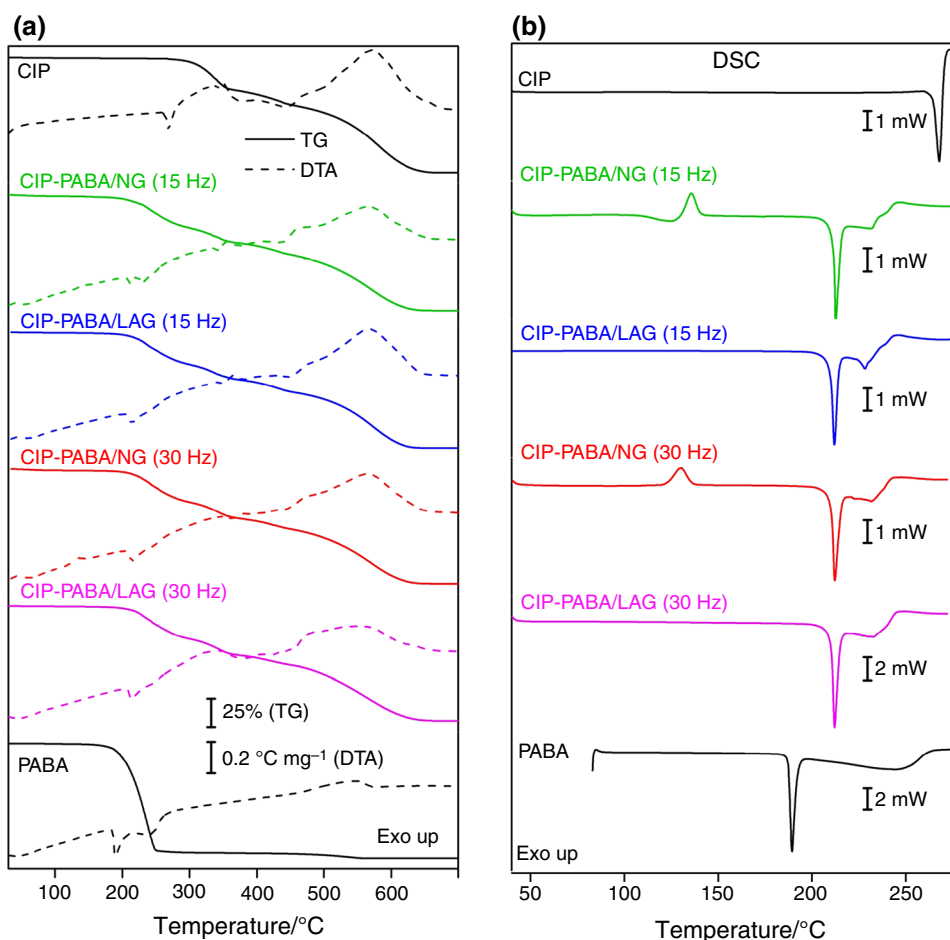 (a)
CIP
TG
DTA
CIP-PABA/NG (15 Hz)
CIP-PABA/LAG (15 Hz)
CIP-PABA/NG (30 Hz)
CIP-PABA/LAG (30 Hz)
25% (TG)
0.2 °C mg⁻¹ (DTA)
PABA
Exo up
100 200 300 400 500 600
Temperature/°C
(b)
DSC
CIP
1 mW
CIP-PABA/NG (15 Hz)
1 mW
CIP-PABA/LAG (15 Hz)
1 mW
CIP-PABA/NG (30 Hz)
1 mW
CIP-PABA/LAG (30 Hz)
2 mW
PABA
2 mW
Exo up
50 100 150 200 250
Temperature/°C